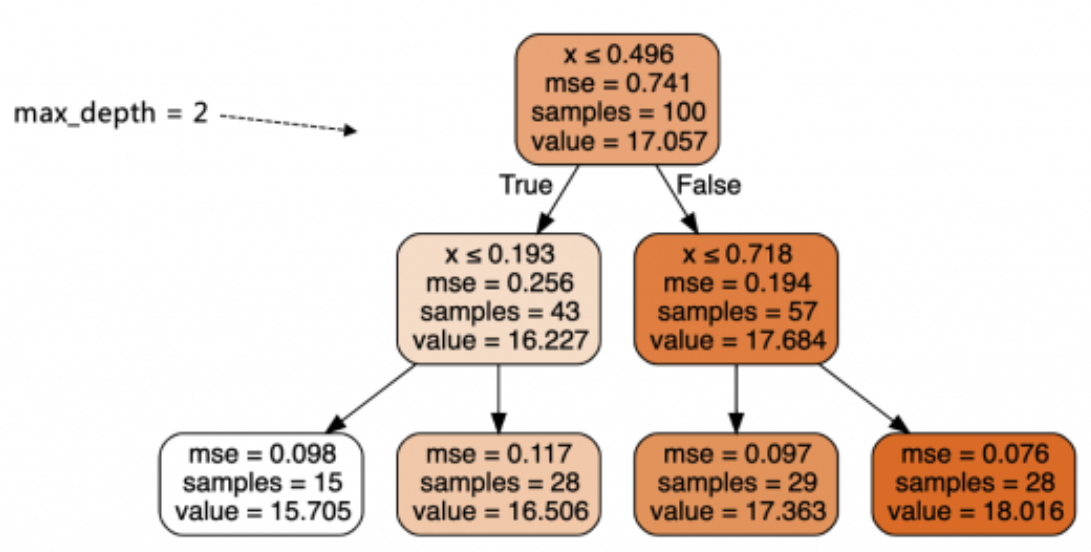 x ≤ 0.496
mse = 0.741
samples = 100
value = 17.057
max_depth = 2
True
False
x ≤ 0.193
mse = 0.256
samples = 43
value = 16.227
x ≤ 0.718
mse = 0.194
samples = 57
value = 17.684
mse = 0.098
samples = 15
value = 15.705
mse = 0.117
samples = 28
value = 16.506
mse = 0.097
samples = 29
value = 17.363
mse = 0.076
samples = 28
value = 18.016